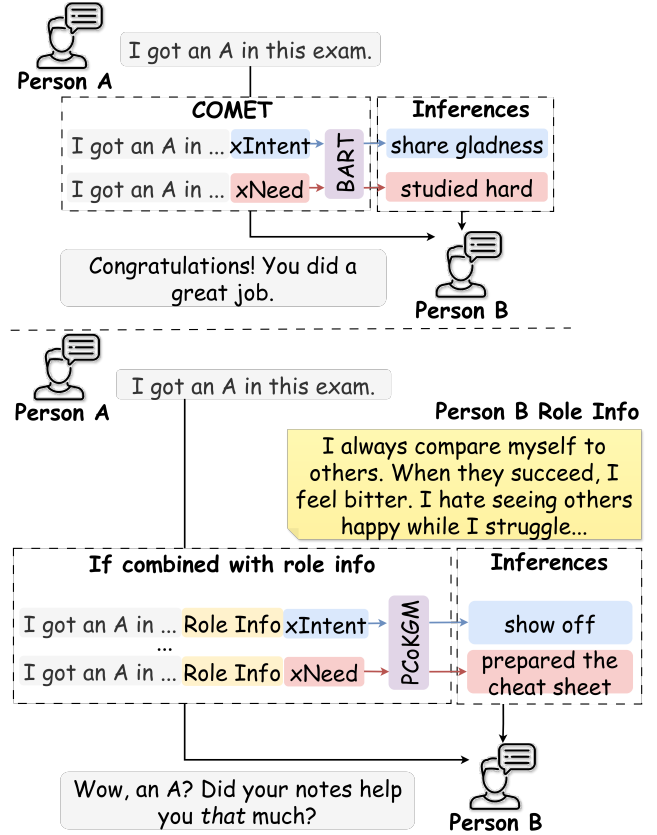 I got an A in this exam.
Person A
COMET
Inferences
I got an A in ... xIntent
BART
share gladness
I got an A in ... xNeed
studied hard
Congratulations! You did a
great job.
Person B
I got an A in this exam.
Person A
Person B Role Info
I always compare myself to
others. When they succeed, I
feel bitter. I hate seeing others
happy while I struggle...
If combined with role info
Inferences
I got an A in ... Role Info xIntent
PCoKGM
show off
...
I got an A in ... Role Info xNeed
prepared the
cheat sheet
Wow, an A? Did your notes help
you that much?
Person B